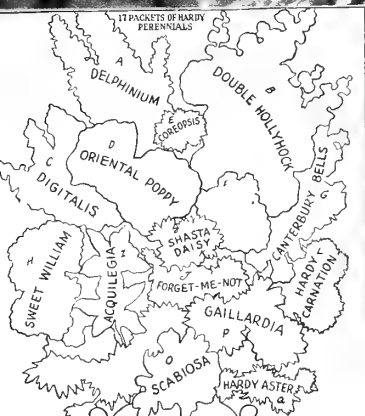 17 PACKETS OF HARDY
PERENNIALS
A
DELPHINIUM
B
DOUBLE HOLLYHOCK
E
COREOPSIS
D
ORIENTAL POPPY
C
DIGITALIS
F
G
CANTERBURY BELLS
SHASTA
DAISY
H
SWEET WILLIAM
ACQUILEGIA
J
FORGET-ME-NOT
HARDY
CARNATION
GAILLARDIA
P
O
SCABIOSA
HARDY ASTER
Q